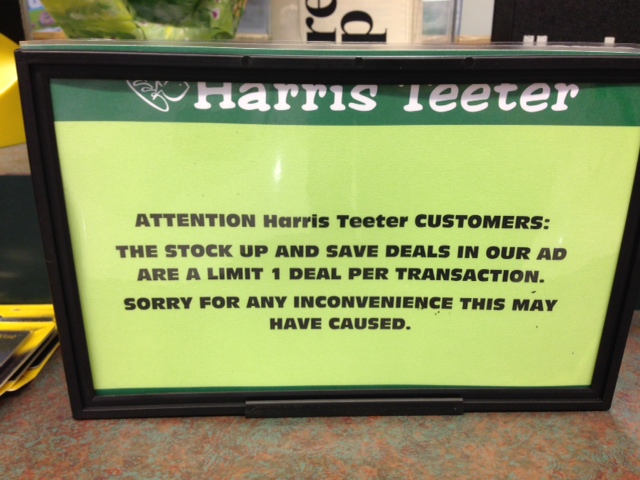 re
p
Harris Teeter
ATTENTION Harris Teeter CUSTOMERS:
THE STOCK UP AND SAVE DEALS IN OUR AD
ARE A LIMIT 1 DEAL PER TRANSACTION.
SORRY FOR ANY INCONVENIENCE THIS MAY
HAVE CAUSED.